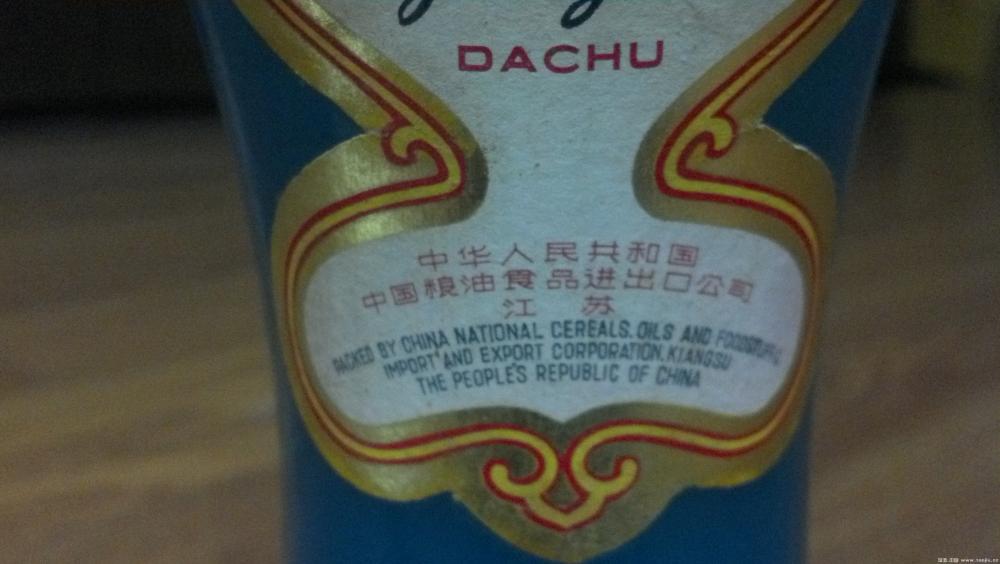 DACHU
中华人民共和国
中国粮油食品进出口公司
江苏
PACKED BY CHINA NATIONAL CEREALS, OILS AND FOODSTUFFS
IMPORT AND EXPORT CORPORATION, KIANGSU
THE PEOPLE'S REPUBLIC OF CHINA